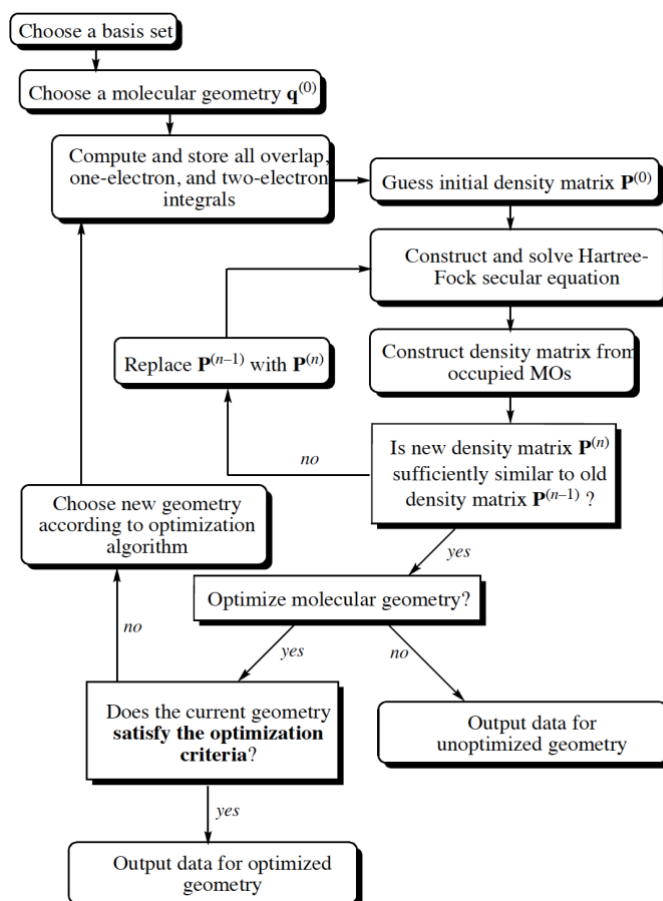 Choose a basis set
Choose a molecular geometry q⁽⁰⁾
Compute and store all overlap,
one-electron, and two-electron
integrals
Guess initial density matrix P⁽⁰⁾
Construct and solve Hartree-
Fock secular equation
Replace P⁽ⁿ⁻¹⁾ with P⁽ⁿ⁾
Construct density matrix from
occupied MOs
no
Is new density matrix P⁽ⁿ⁾
sufficiently similar to old
density matrix P⁽ⁿ⁻¹⁾ ?
Choose new geometry
according to optimization
algorithm
yes
Optimize molecular geometry?
no
yes
no
Does the current geometry
satisfy the optimization
criteria?
Output data for
unoptimized geometry
yes
Output data for optimized
geometry